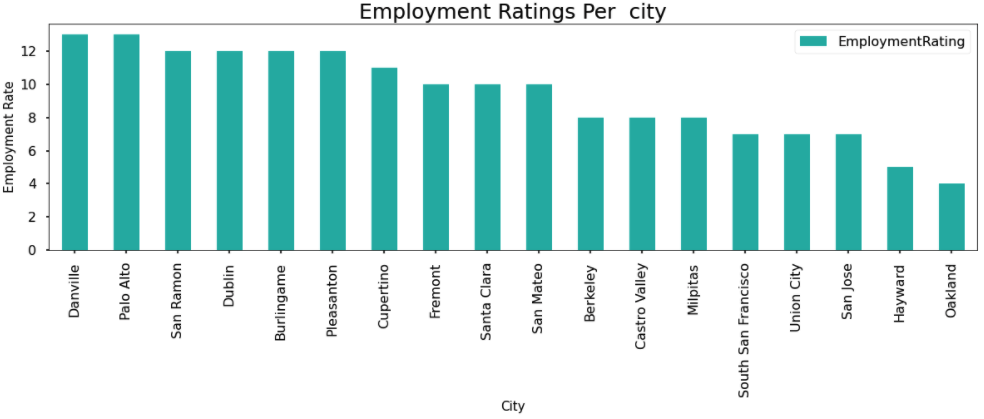 Employment Ratings Per  city
EmploymentRating
Employment Rate
12
10
8
6
4
2
0
Danville
Palo Alto
San Ramon
Dublin
Burlingame
Pleasanton
Cupertino
Fremont
Santa Clara
San Mateo
Berkeley
Castro Valley
Milpitas
South San Francisco
Union City
San Jose
Hayward
Oakland
City